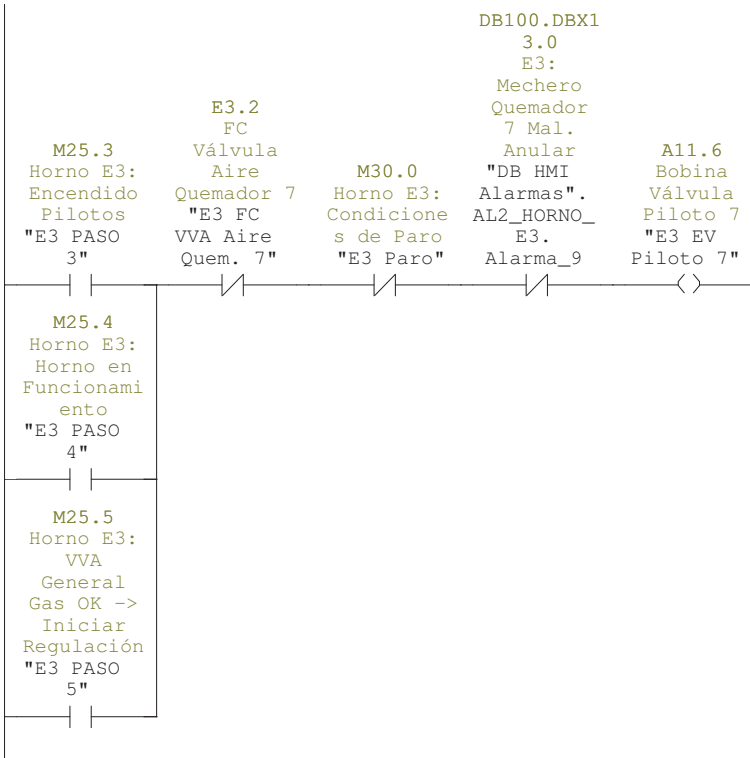 M25.3
Horno E3:
Encendido
Pilotos
"E3 PASO
3"
E3.2
FC
Válvula
Aire
Quemador 7
"E3 FC
VVA Aire
Quem. 7"
M30.0
Horno E3:
Condicione
s de Paro
"E3 Paro"
DB100.DBX1
3.0
E3:
Mechero
Quemador
7 Mal.
Anular
"DB HMI
Alarmas".
AL2_HORNO_
E3.
Alarma_9
A11.6
Bobina
Válvula
Piloto 7
"E3 EV
Piloto 7"
M25.4
Horno E3:
Horno en
Funcionami
ento
"E3 PASO
4"
M25.5
Horno E3:
VVA
General
Gas OK ->
Iniciar
Regulación
"E3 PASO
5"